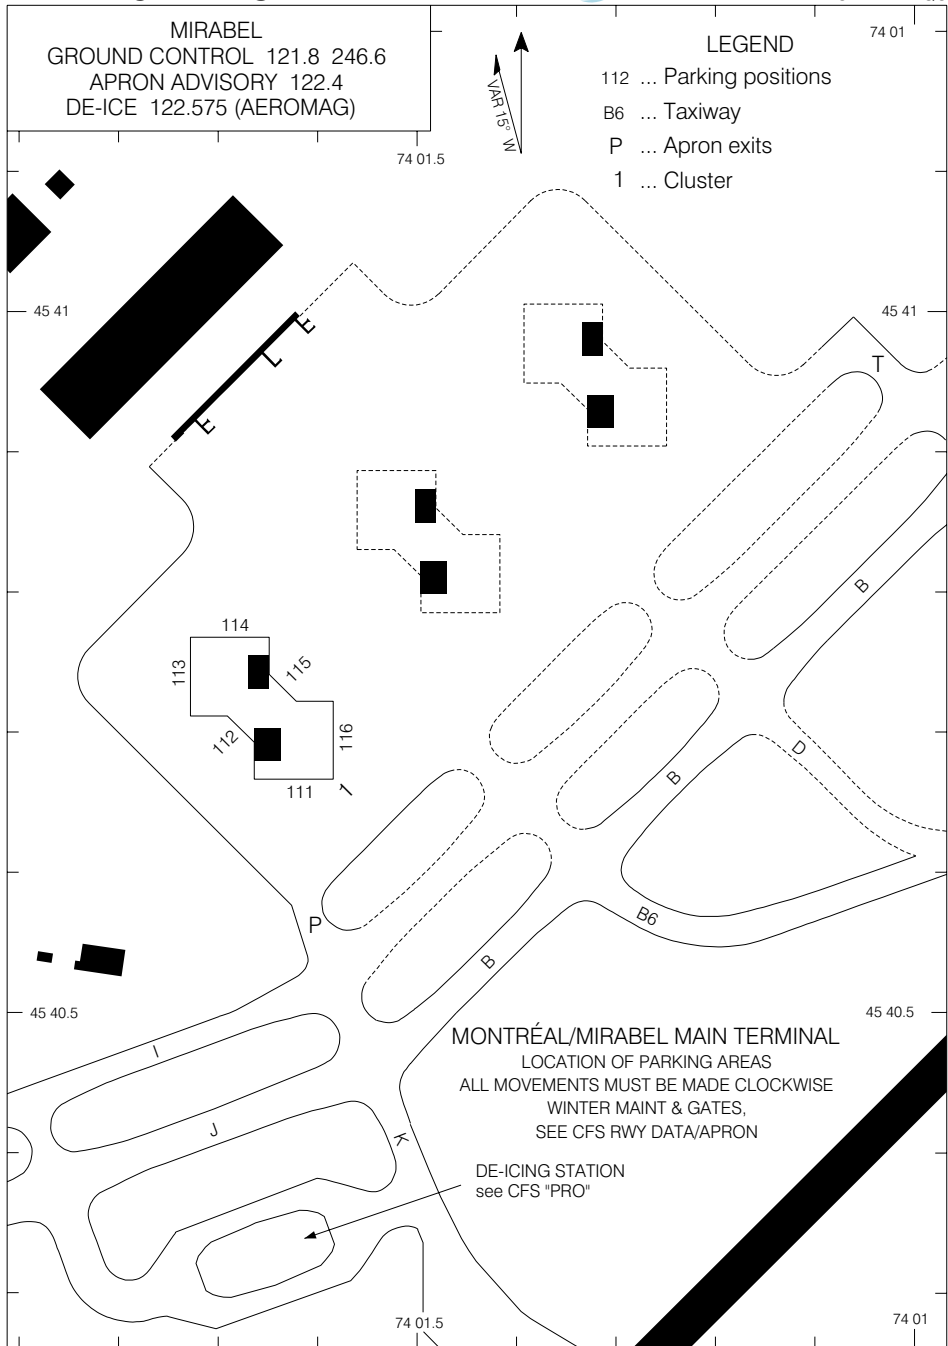 MIRABEL
GROUND CONTROL 121.8 246.6
APRON ADVISORY 122.4
DE-ICE 122.575 (AEROMAG)
VAR 15° W
LEGEND
112 ... Parking positions
B6 ... Taxiway
P ... Apron exits
1 ... Cluster
74 01
74 01.5
45 41
45 41
E
L
E
T
B
114
113
115
112
116
111
1
D
B
P
B6
B
45 40.5
45 40.5
I
J
K
MONTRÉAL/MIRABEL MAIN TERMINAL
LOCATION OF PARKING AREAS
ALL MOVEMENTS MUST BE MADE CLOCKWISE
WINTER MAINT & GATES,
SEE CFS RWY DATA/APRON
DE-ICING STATION
see CFS "PRO"
74 01.5
74 01